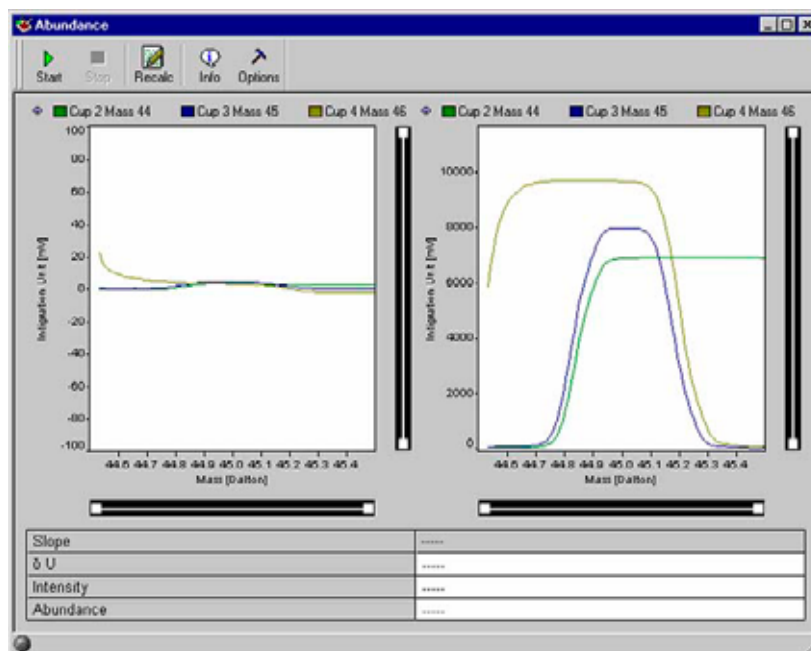 Abundance
Start Stop Recalc Info Options
Cup 2 Mass 44 Cup 3 Mass 45 Cup 4 Mass 46
100
80
60
40
20
0
-20
-40
-60
-80
-100
Intigration Unit [mV]
44.6 44.7 44.8 44.9 45.0 45.1 45.2 45.3 45.4
Mass [Dalton]
Cup 2 Mass 44 Cup 3 Mass 45 Cup 4 Mass 46
10000
8000
6000
4000
2000
0
Intigration Unit [mV]
44.6 44.7 44.8 44.9 45.0 45.1 45.2 45.3 45.4
Mass [Dalton]
Slope -----
δ U -----
Intensity -----
Abundance -----